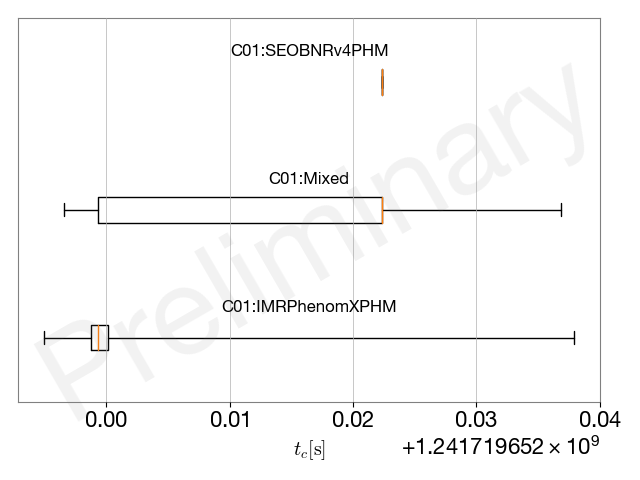 C01:SEOBNRv4PHM
C01:Mixed
C01:IMRPhenomXPHM
Preliminary
0.00 0.01 0.02 0.03 0.04
t_c[s]
+1.241719652 × 10⁹